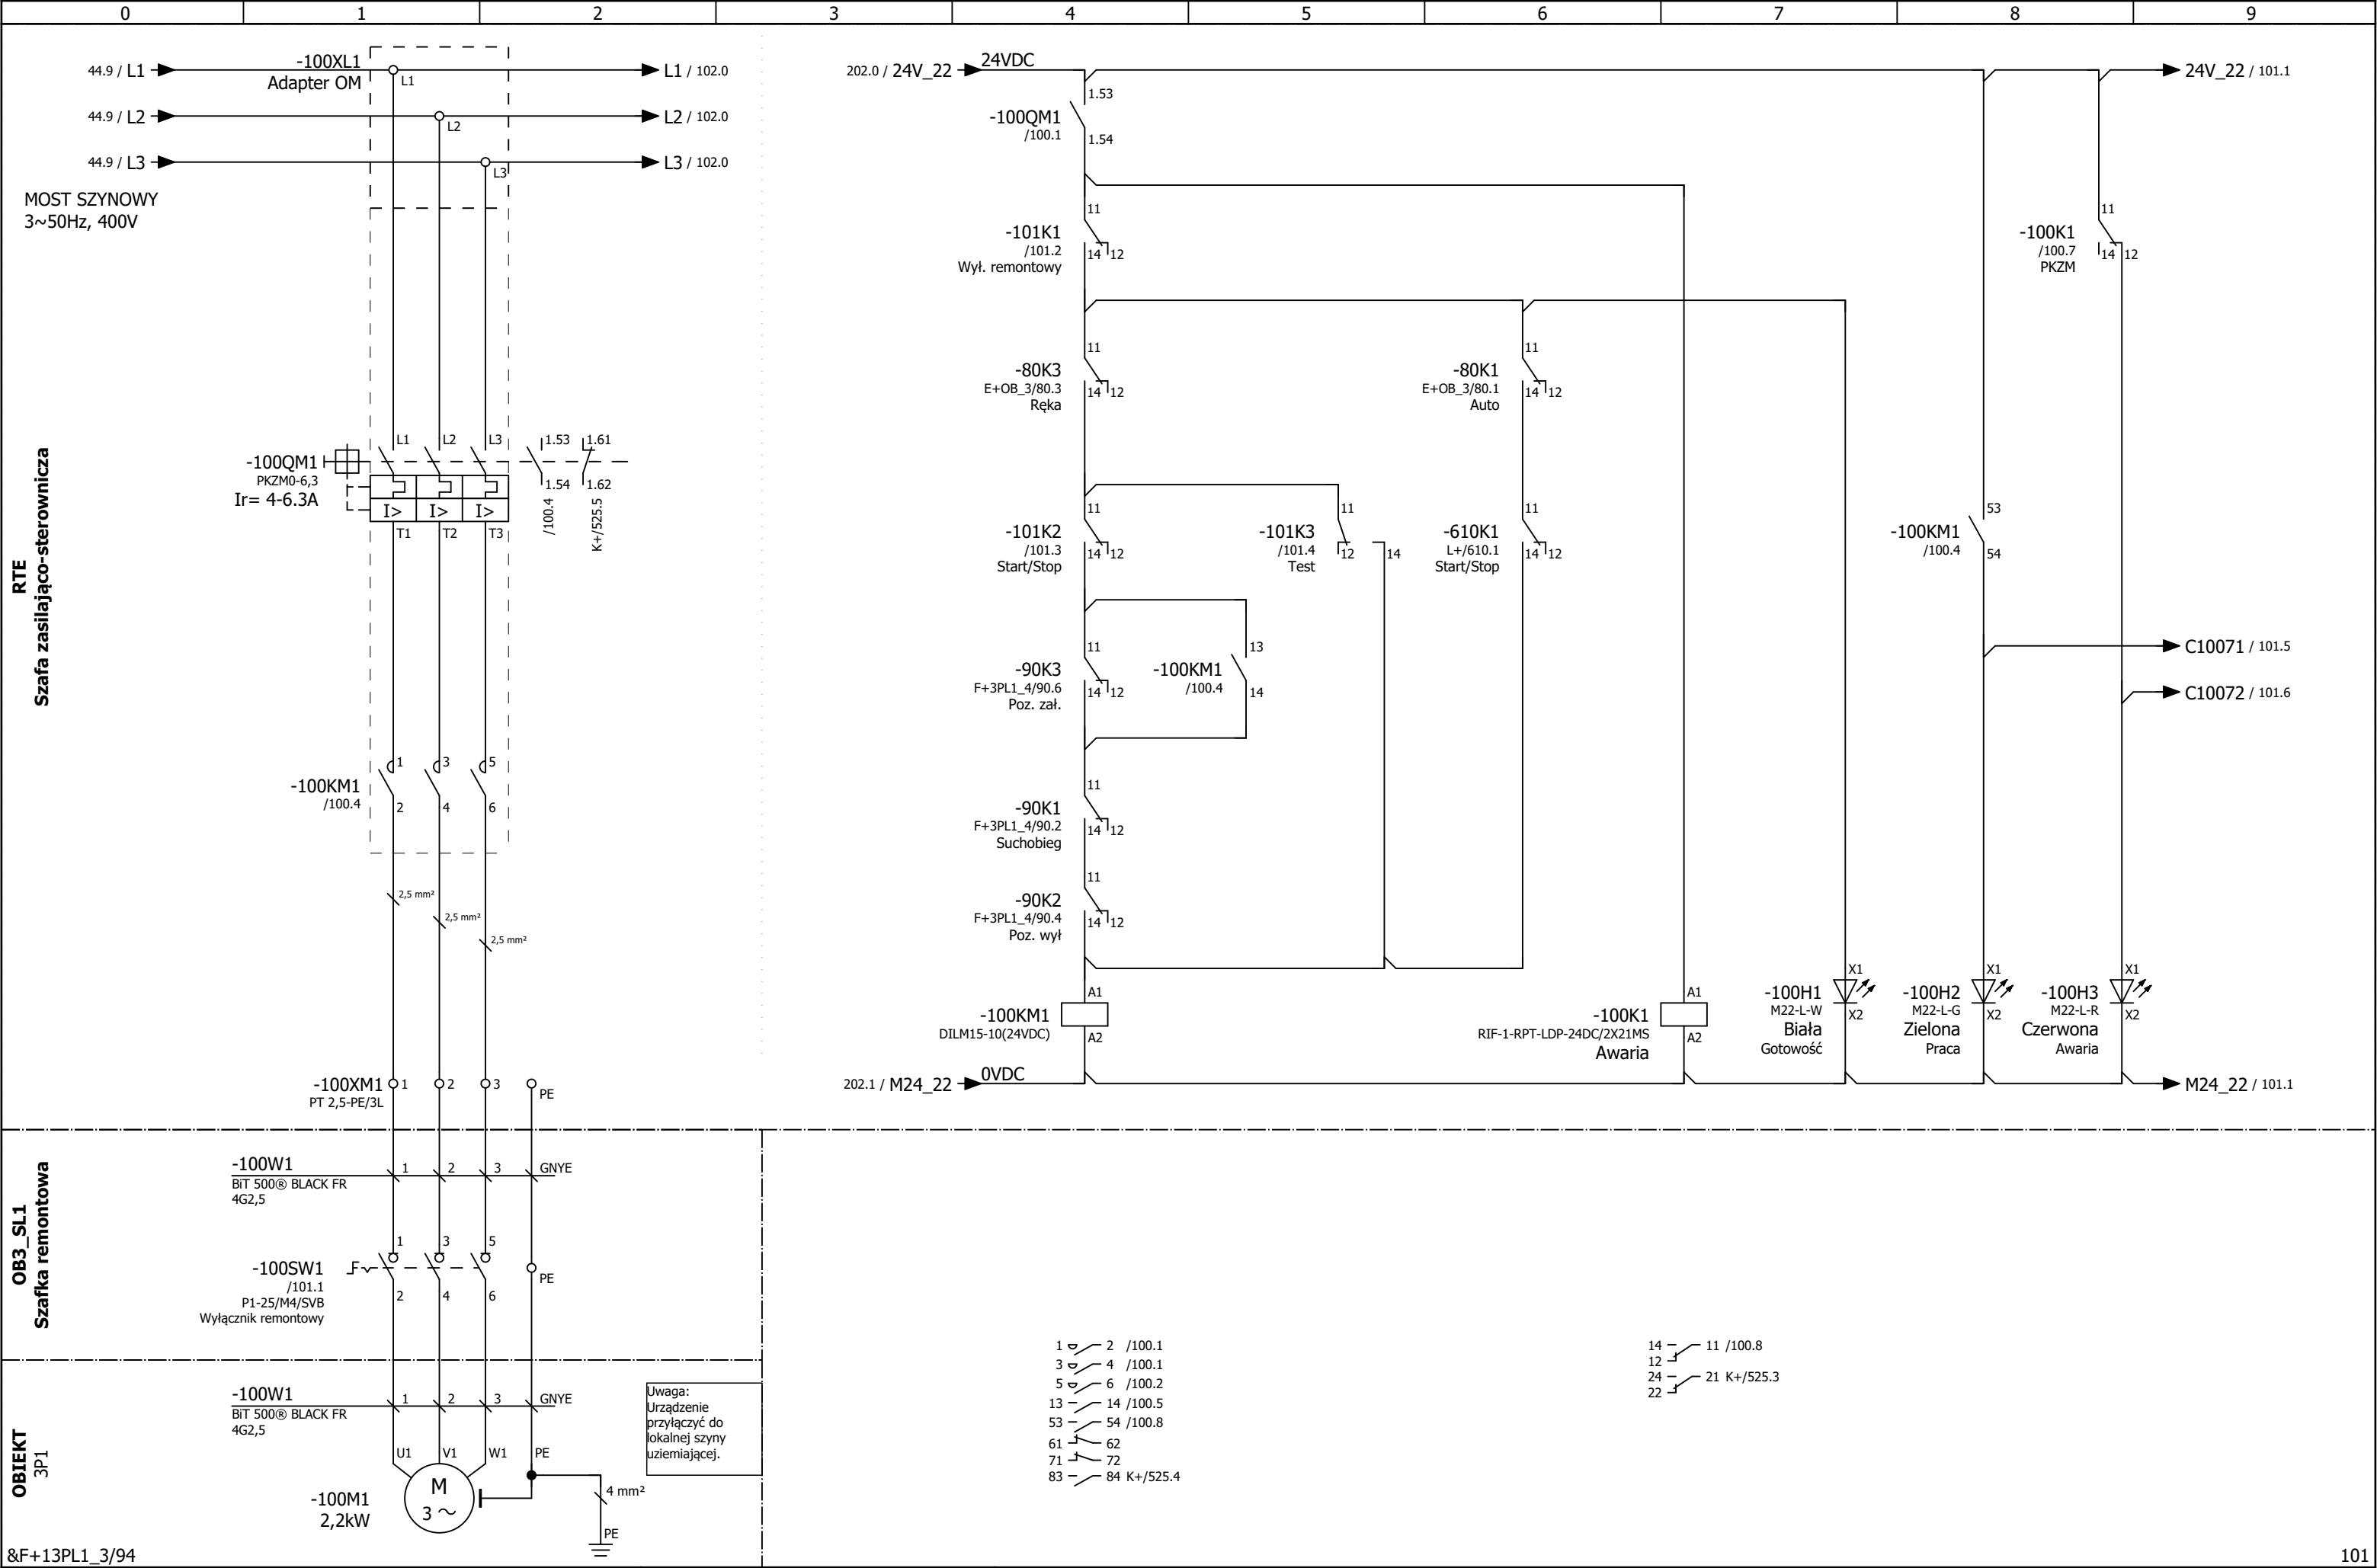 0 1 2 3 4 5 6 7 8 9
44.9 / L1
-100XL1
Adapter OM
L1
L1 / 102.0
44.9 / L2
L2
L2 / 102.0
44.9 / L3
L3
L3 / 102.0
MOST SZYNOWY
3~50Hz, 400V
RTE
Szafa zasilająco-sterownicza
-100QM1
PKZM0-6,3
Ir= 4-6.3A
L1 L2 L3
I> I> I>
T1 T2 T3
1.53
1.54
/100.4
1.61
1.62
K+/525.5
-100KM1
/100.4
1 3 5
2 4 6
2,5 mm²
2,5 mm²
2,5 mm²
-100XM1
PT 2,5-PE/3L
1 2 3 PE
OB3_SL1
Szafka remontowa
-100W1
BiT 500® BLACK FR
4G2,5
1 2 3 GNYE
-100SW1
/101.1
P1-25/M4/SVB
Wyłącznik remontowy
1 3 5
2 4 6
PE
OBIEKT
3P1
-100W1
BiT 500® BLACK FR
4G2,5
1 2 3 GNYE
U1 V1 W1 PE
M
3
-100M1
2,2kW
4 mm²
PE
Uwaga:
Urządzenie
przyłączyć do
lokalnej szyny
uziemiającej.
202.0 / 24V_22
24VDC
24V_22 / 101.1
-100QM1
/100.1
1.53
1.54
-101K1
/101.2
Wył. remontowy
11
14 12
-80K3
E+OB_3/80.3
Ręka
11
14 12
-101K2
/101.3
Start/Stop
11
14 12
-90K3
F+3PL1_4/90.6
Poz. zał.
11
14 12
-100KM1
/100.4
13
14
-90K1
F+3PL1_4/90.2
Suchobieg
11
14 12
-90K2
F+3PL1_4/90.4
Poz. wył
11
14 12
-100KM1
DILM15-10(24VDC)
A1
A2
202.1 / M24_22
0VDC
-101K3
/101.4
Test
11
12 14
-80K1
E+OB_3/80.1
Auto
11
14 12
-610K1
L+/610.1
Start/Stop
11
14 12
-100K1
RIF-1-RPT-LDP-24DC/2X21MS
Awaria
A1
A2
-100H1
M22-L-W
Biała
Gotowość
X1
X2
-100KM1
/100.4
53
54
-100H2
M22-L-G
Zielona
Praca
X1
X2
-100K1
/100.7
PKZM
11
14 12
C10071 / 101.5
C10072 / 101.6
-100H3
M22-L-R
Czerwona
Awaria
X1
X2
M24_22 / 101.1
1 2 /100.1
3 4 /100.1
5 6 /100.2
13 14 /100.5
53 54 /100.8
61 62
71 72
83 84 K+/525.4
14 11 /100.8
12
24 21 K+/525.3
22
&F+13PL1_3/94
101